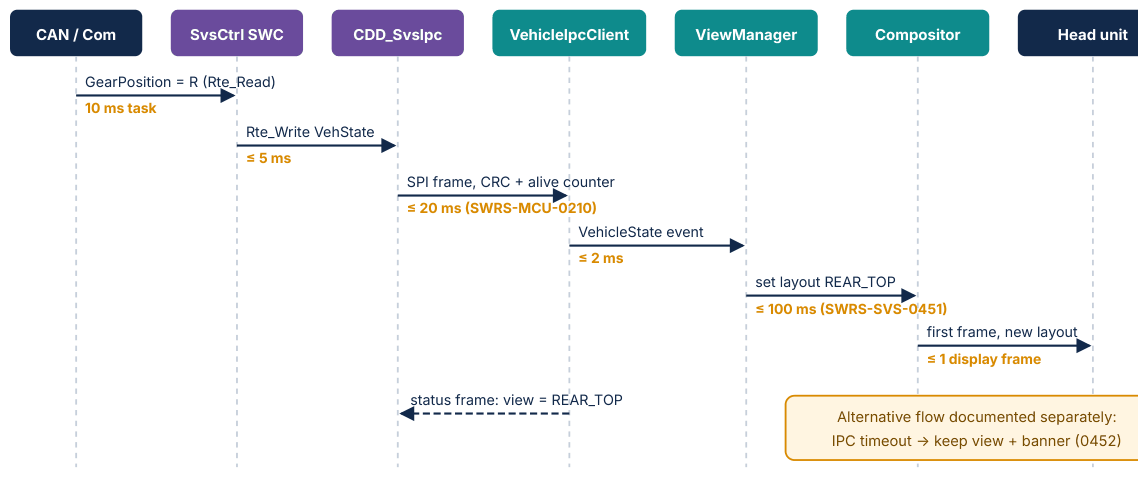 CAN / Com
SvsCtrl SWC
CDD_SvsIpc
VehicleIpcClient
ViewManager
Compositor
Head unit
GearPosition = R (Rte_Read)
10 ms task
Rte_Write VehState
≤ 5 ms
SPI frame, CRC + alive counter
≤ 20 ms (SWRS-MCU-0210)
VehicleState event
≤ 2 ms
set layout REAR_TOP
≤ 100 ms (SWRS-SVS-0451)
first frame, new layout
≤ 1 display frame
status frame: view = REAR_TOP
Alternative flow documented separately:
IPC timeout → keep view + banner (0452)